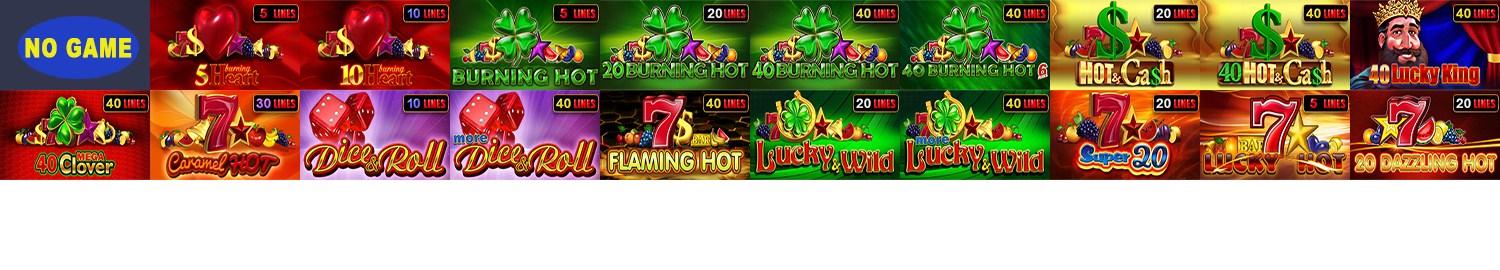 NO GAME
5 LINES
5 burning Heart
10 LINES
10 burning Heart
5 LINES
BURNING HOT
20 LINES
20 BURNING HOT
40 LINES
40 BURNING HOT
40 LINES
40 BURNING HOT 6
20 LINES
HOT & CA$H
40 LINES
40 HOT & CA$H
40 LINES
40 Lucky King
40 LINES
40 MEGA
Clover
30 LINES
Caramel HOT
10 LINES
Dice & Roll
40 LINES
more
Dice & Roll
40 LINES
BAR
FLAMING HOT
20 LINES
Lucky & Wild
40 LINES
more
Lucky & Wild
20 LINES
Super 20
5 LINES
BAR
LUCKY HOT
20 LINES
20 DAZZLING HOT